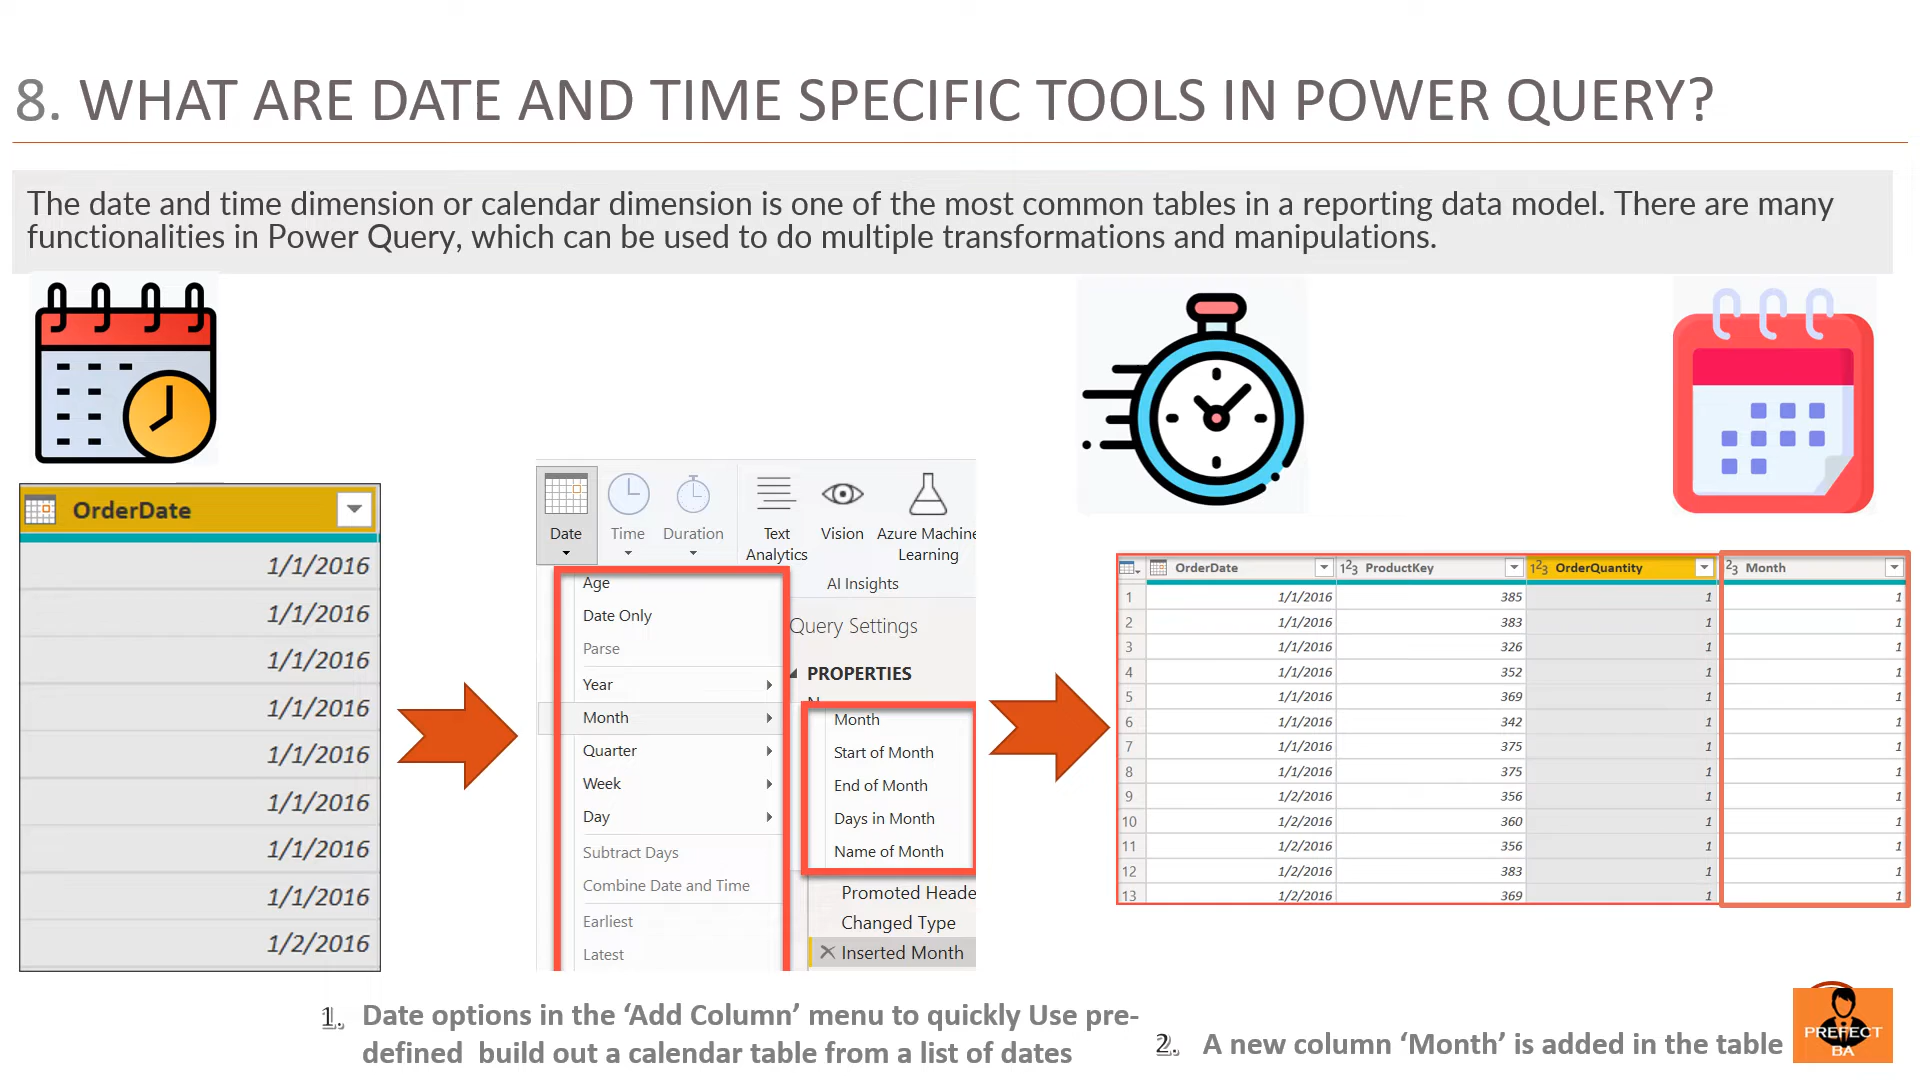 8. WHAT ARE DATE AND TIME SPECIFIC TOOLS IN POWER QUERY?
The date and time dimension or calendar dimension is one of the most common tables in a reporting data model. There are many
functionalities in Power Query, which can be used to do multiple transformations and manipulations.
OrderDate
1/1/2016
1/1/2016
1/1/2016
1/1/2016
1/1/2016
1/1/2016
1/1/2016
1/1/2016
1/2/2016
Date Time Duration Text Analytics Vision Azure Machine Learning
AI Insights
Age
Date Only
Parse
Year
Month
Quarter
Week
Day
Subtract Days
Combine Date and Time
Earliest
Latest
Query Settings
PROPERTIES
Month
Start of Month
End of Month
Days in Month
Name of Month
Promoted Heade
Changed Type
Inserted Month
OrderDate 123 ProductKey 123 OrderQuantity 23 Month
1 1/1/2016 385 1 1
2 1/1/2016 383 1 1
3 1/1/2016 326 1 1
4 1/1/2016 352 1 1
5 1/1/2016 369 1 1
6 1/1/2016 342 1 1
7 1/1/2016 375 1 1
8 1/1/2016 375 1 1
9 1/2/2016 356 1 1
10 1/2/2016 360 1 1
11 1/2/2016 356 1 1
12 1/2/2016 383 1 1
13 1/2/2016 369 1 1
1. Date options in the ‘Add Column’ menu to quickly Use pre-
defined build out a calendar table from a list of dates
2. A new column ‘Month’ is added in the table
PREFECT
BA